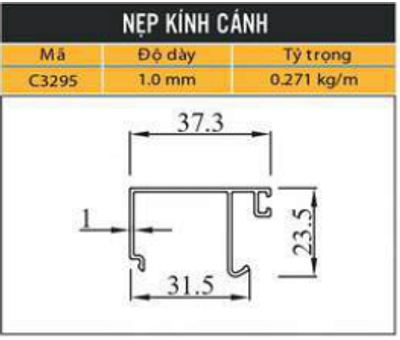 NẸP KÍNH CÁNH
Mã Độ dày Tỷ trọng
C3295 1.0 mm 0.271 kg/m
37.3
1
23.5
31.5